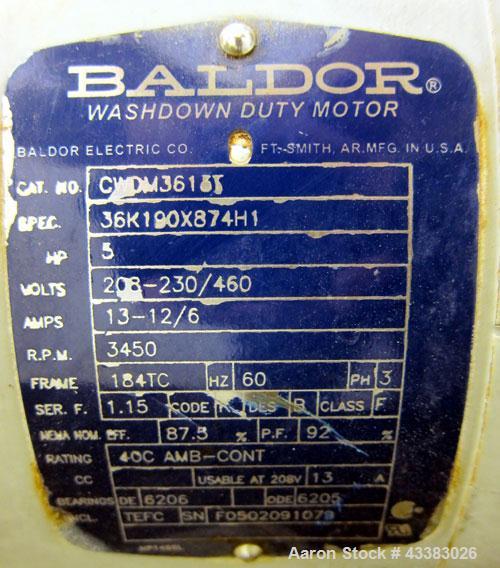 BALDOR®
WASHDOWN DUTY MOTOR
BALDOR ELECTRIC CO. FT. SMITH, AR. MFG. IN U.S.A.
CAT. NO.
SPEC. 36K190X874H1
HP 5
VOLTS 208-230/460
AMPS 13-12/6
R.P.M. 3450
FRAME 184TC HZ 60 PH 3
SER. F. 1.15 CODE DES B CLASS F
NEMA NOM. EFF. 87.5 % P.F. 92 %
RATING 40C AMB-CONT
CC USABLE AT 208V 13 A
BEARINGS DE 6206 ODE 6205
ENCL. TEFC SN F0502091079
Aaron Stock # 43383026